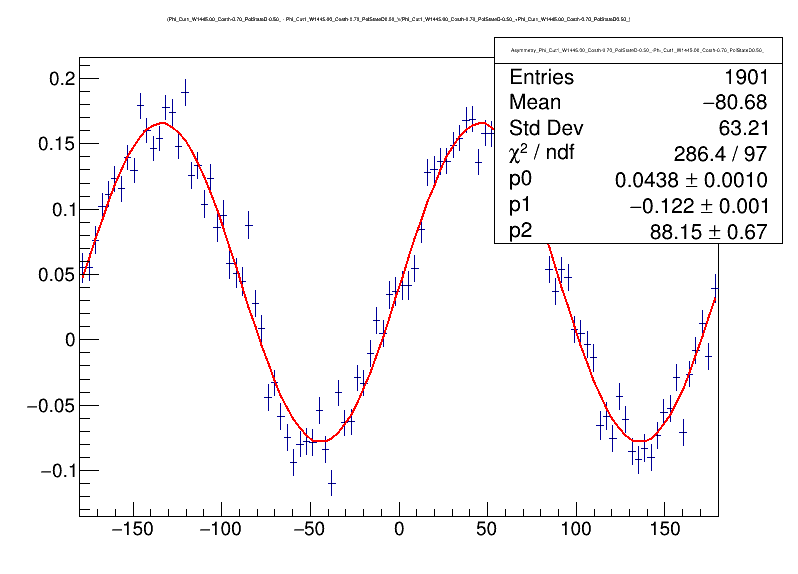 Entries 1901
Mean −80.68
Std Dev 63.21
χ² / ndf 286.4 / 97
p0 0.0438 ± 0.0010
p1 −0.122 ± 0.001
p2 88.15 ± 0.67
0.2
0.15
0.1
0.05
0
−0.05
−0.1
−150 −100 −50 0 50 100 150